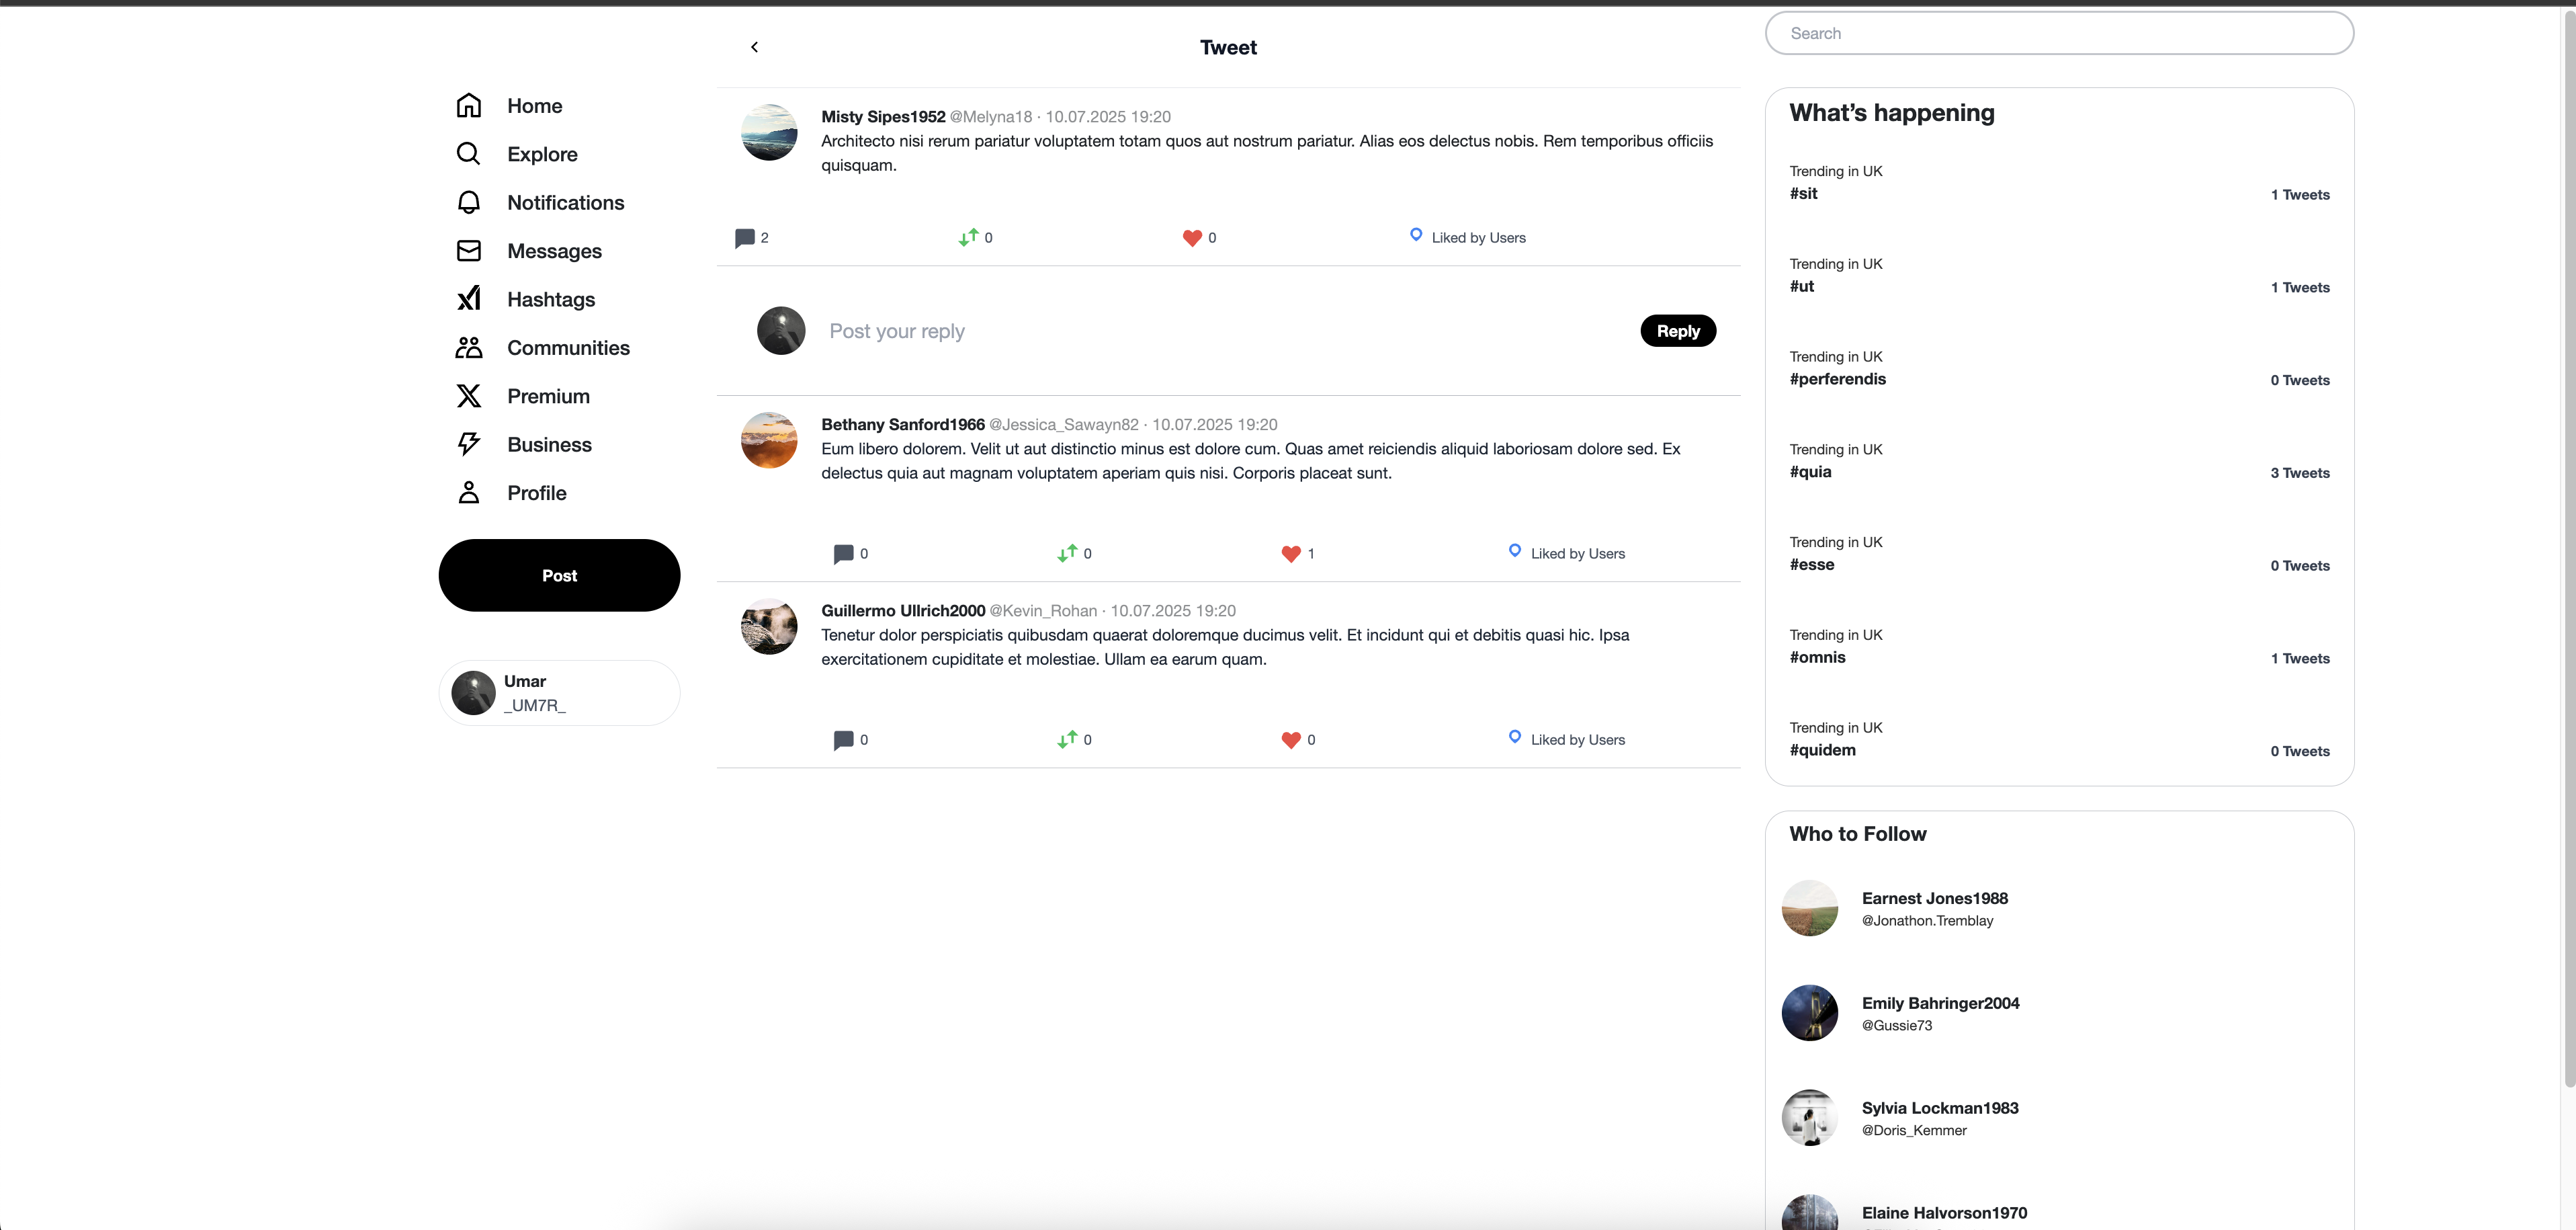 Tweet
Search
Home
Explore
Notifications
Messages
Hashtags
Communities
Premium
Business
Profile
Post
Umar
_UM7R_
Misty Sipes1952 @Melyna18 · 10.07.2025 19:20
Architecto nisi rerum pariatur voluptatem totam quos aut nostrum pariatur. Alias eos delectus nobis. Rem temporibus officiis
quisquam.
2 0 0 Liked by Users
Post your reply Reply
Bethany Sanford1966 @Jessica_Sawayn82 · 10.07.2025 19:20
Eum libero dolorem. Velit ut aut distinctio minus est dolore cum. Quas amet reiciendis aliquid laboriosam dolore sed. Ex
delectus quia aut magnam voluptatem aperiam quis nisi. Corporis placeat sunt.
0 0 1 Liked by Users
Guillermo Ullrich2000 @Kevin_Rohan · 10.07.2025 19:20
Tenetur dolor perspiciatis quibusdam quaerat doloremque ducimus velit. Et incidunt qui et debitis quasi hic. Ipsa
exercitationem cupiditate et molestiae. Ullam ea earum quam.
0 0 0 Liked by Users
What’s happening
Trending in UK
#sit 1 Tweets
Trending in UK
#ut 1 Tweets
Trending in UK
#perferendis 0 Tweets
Trending in UK
#quia 3 Tweets
Trending in UK
#esse 0 Tweets
Trending in UK
#omnis 1 Tweets
Trending in UK
#quidem 0 Tweets
Who to Follow
Earnest Jones1988
@Jonathon.Tremblay
Emily Bahringer2004
@Gussie73
Sylvia Lockman1983
@Doris_Kemmer
Elaine Halvorson1970